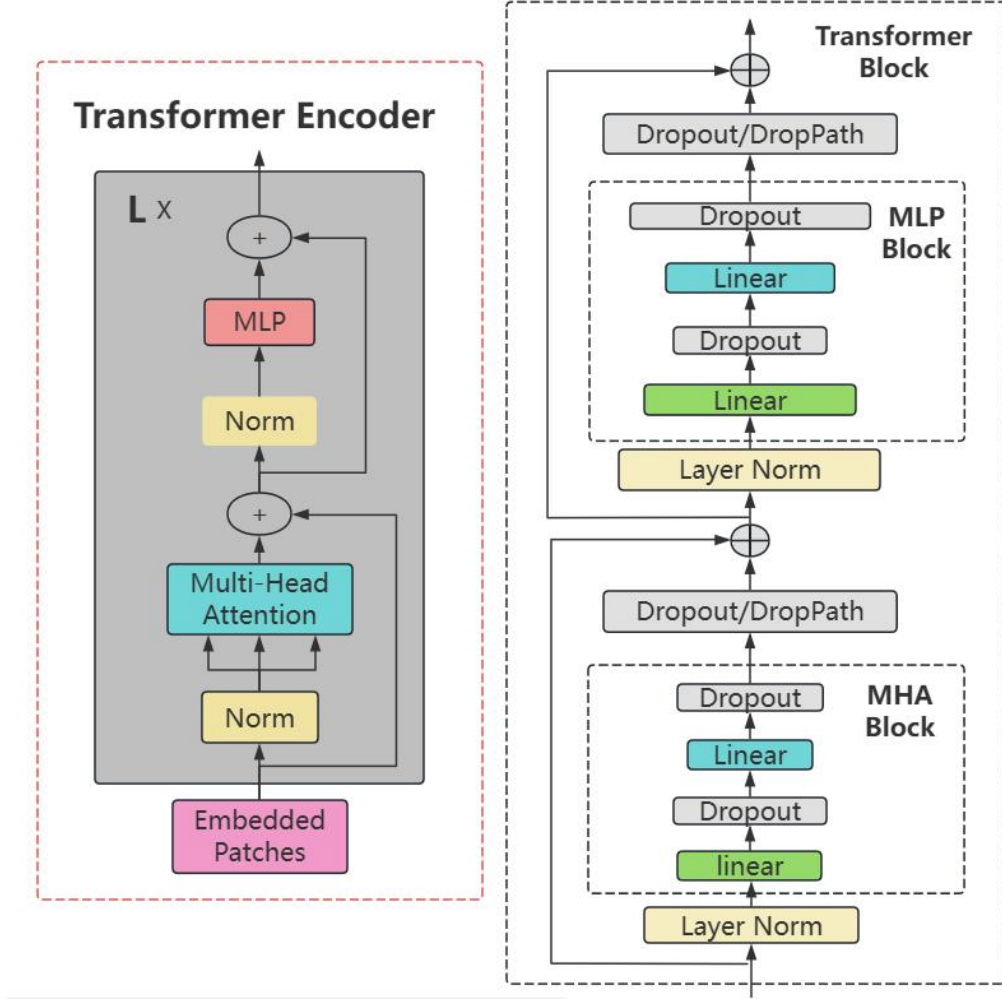 Transformer Encoder
L x
+
MLP
Norm
+
Multi-Head
Attention
Norm
Embedded
Patches
Transformer
Block
Dropout/DropPath
MLP
Block
Dropout
Linear
Dropout
Linear
Layer Norm
Dropout/DropPath
MHA
Block
Dropout
Linear
Dropout
linear
Layer Norm